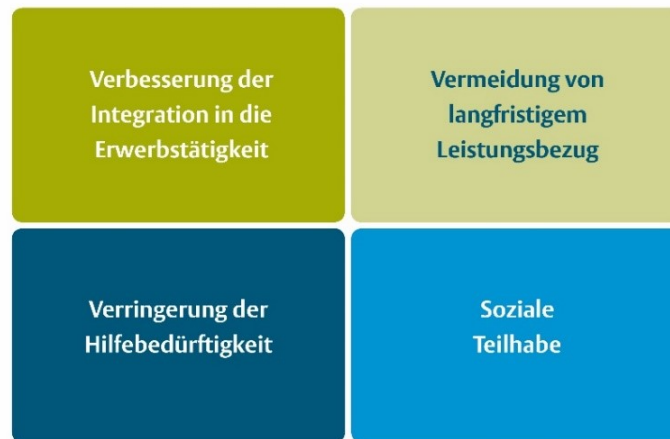 Verbesserung der
Integration in die
Erwerbstätigkeit
Vermeidung von
langfristigem
Leistungsbezug
Verringerung der
Hilfebedürftigkeit
Soziale
Teilhabe